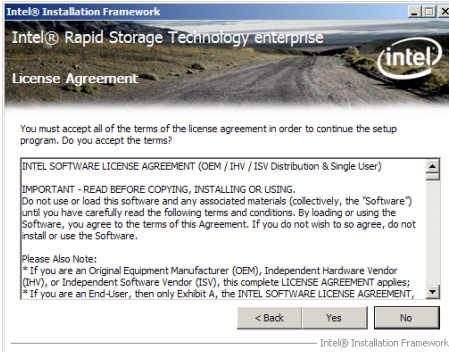 Intel® Installation Framework
Intel® Rapid Storage Technology enterprise
intel
License Agreement
You must accept all of the terms of the license agreement in order to continue the setup
program. Do you accept the terms?
INTEL SOFTWARE LICENSE AGREEMENT (OEM / IHV / ISV Distribution & Single User)
IMPORTANT - READ BEFORE COPYING, INSTALLING OR USING.
Do not use or load this software and any associated materials (collectively, the "Software")
until you have carefully read the following terms and conditions. By loading or using the
Software, you agree to the terms of this Agreement. If you do not wish to so agree, do not
install or use the Software.
Please Also Note:
* If you are an Original Equipment Manufacturer (OEM), Independent Hardware Vendor
(IHV), or Independent Software Vendor (ISV), this complete LICENSE AGREEMENT applies;
* If you are an End-User, then only Exhibit A, the INTEL SOFTWARE LICENSE AGREEMENT,
< Back Yes No
Intel® Installation Framework